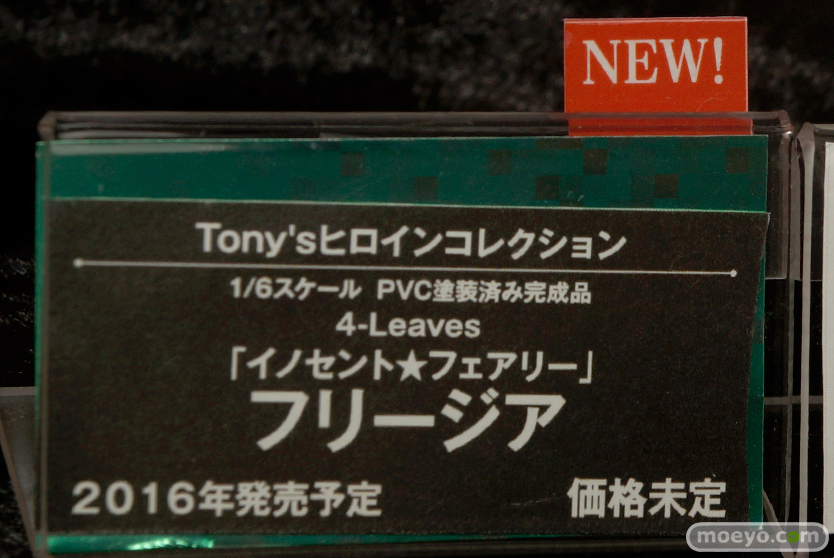 NEW!
Tony'sヒロインコレクション
1/6スケール PVC塗装済み完成品
4-Leaves
「イノセント★フェアリー」
フリージア
2016年発売予定 価格未定
moeyo.com